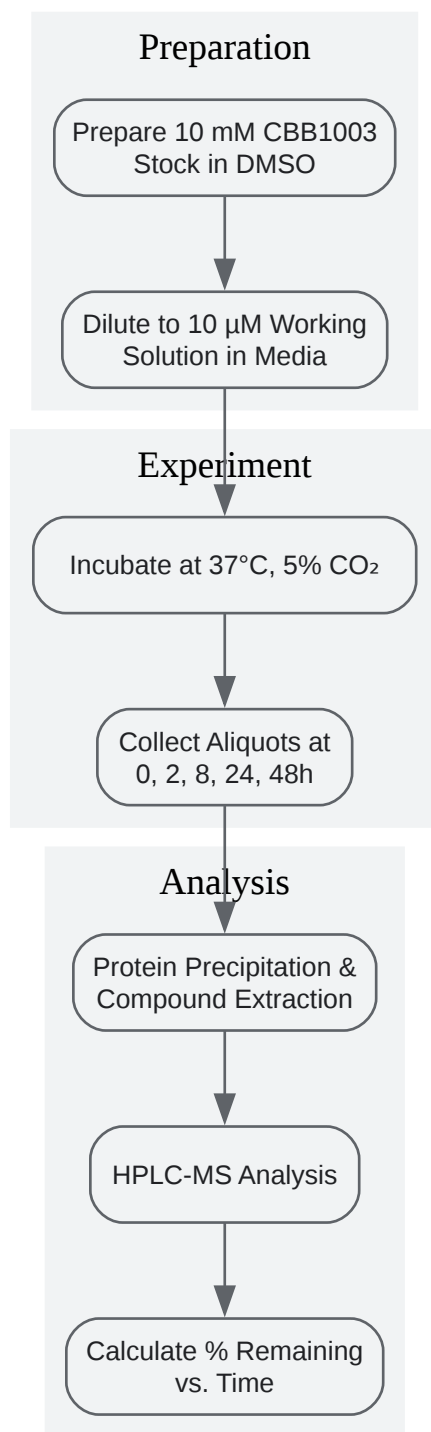 Preparation
Prepare 10 mM CBB1003
Stock in DMSO
Dilute to 10 µM Working
Solution in Media
Experiment
Incubate at 37°C, 5% CO₂
Collect Aliquots at
0, 2, 8, 24, 48h
Analysis
Protein Precipitation &
Compound Extraction
HPLC-MS Analysis
Calculate % Remaining
vs. Time